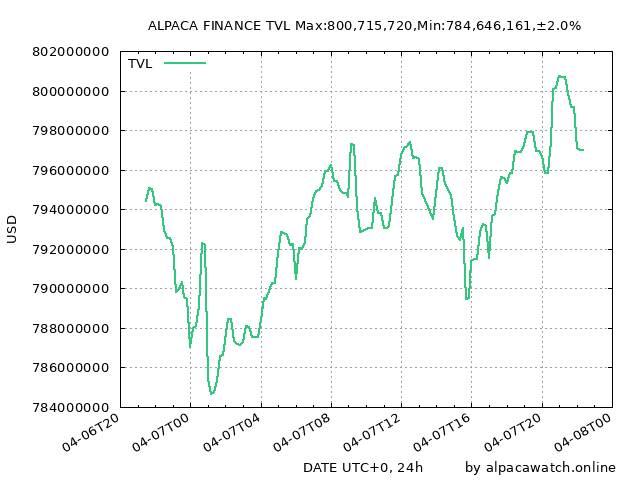 ALPACA FINANCE TVL Max:800,715,720,Min:784,646,161,±2.0%
802000000
TVL
800000000
798000000
796000000
794000000
USD
792000000
790000000
788000000
786000000
784000000
04-06T20
04-07T00
04-07T04
04-07T08
04-07T12
04-07T16
04-07T20
04-08T00
DATE UTC+0, 24h
by alpacawatch.online